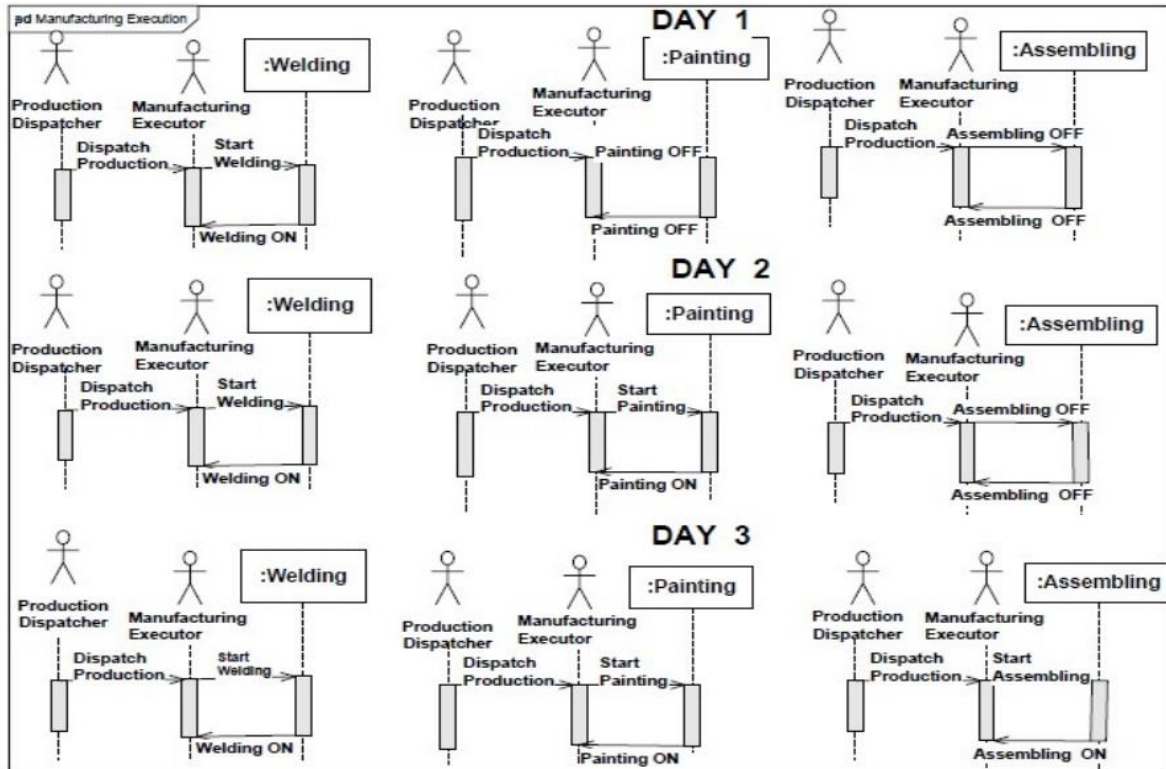 sd Manufacturing Execution
DAY 1
:Welding
Production
Dispatcher
Manufacturing
Executor
Dispatch
Production
Start
Welding
Welding ON
:Painting
Production
Dispatcher
Manufacturing
Executor
Dispatch
Production
Painting OFF
Painting OFF
:Assembling
Production
Dispatcher
Manufacturing
Executor
Dispatch
Production
Assembling OFF
Assembling OFF
DAY 2
:Welding
Production
Dispatcher
Manufacturing
Executor
Dispatch
Production
Start
Welding
Welding ON
:Painting
Production
Dispatcher
Manufacturing
Executor
Dispatch
Production
Start
Painting
Painting ON
:Assembling
Production
Dispatcher
Manufacturing
Executor
Dispatch
Production
Assembling OFF
Assembling OFF
DAY 3
:Welding
Production
Dispatcher
Manufacturing
Executor
Dispatch
Production
Start
Welding
Welding ON
:Painting
Production
Dispatcher
Manufacturing
Executor
Dispatch
Production
Start
Painting
Painting ON
:Assembling
Production
Dispatcher
Manufacturing
Executor
Dispatch
Production
Start
Assembling
Assembling ON